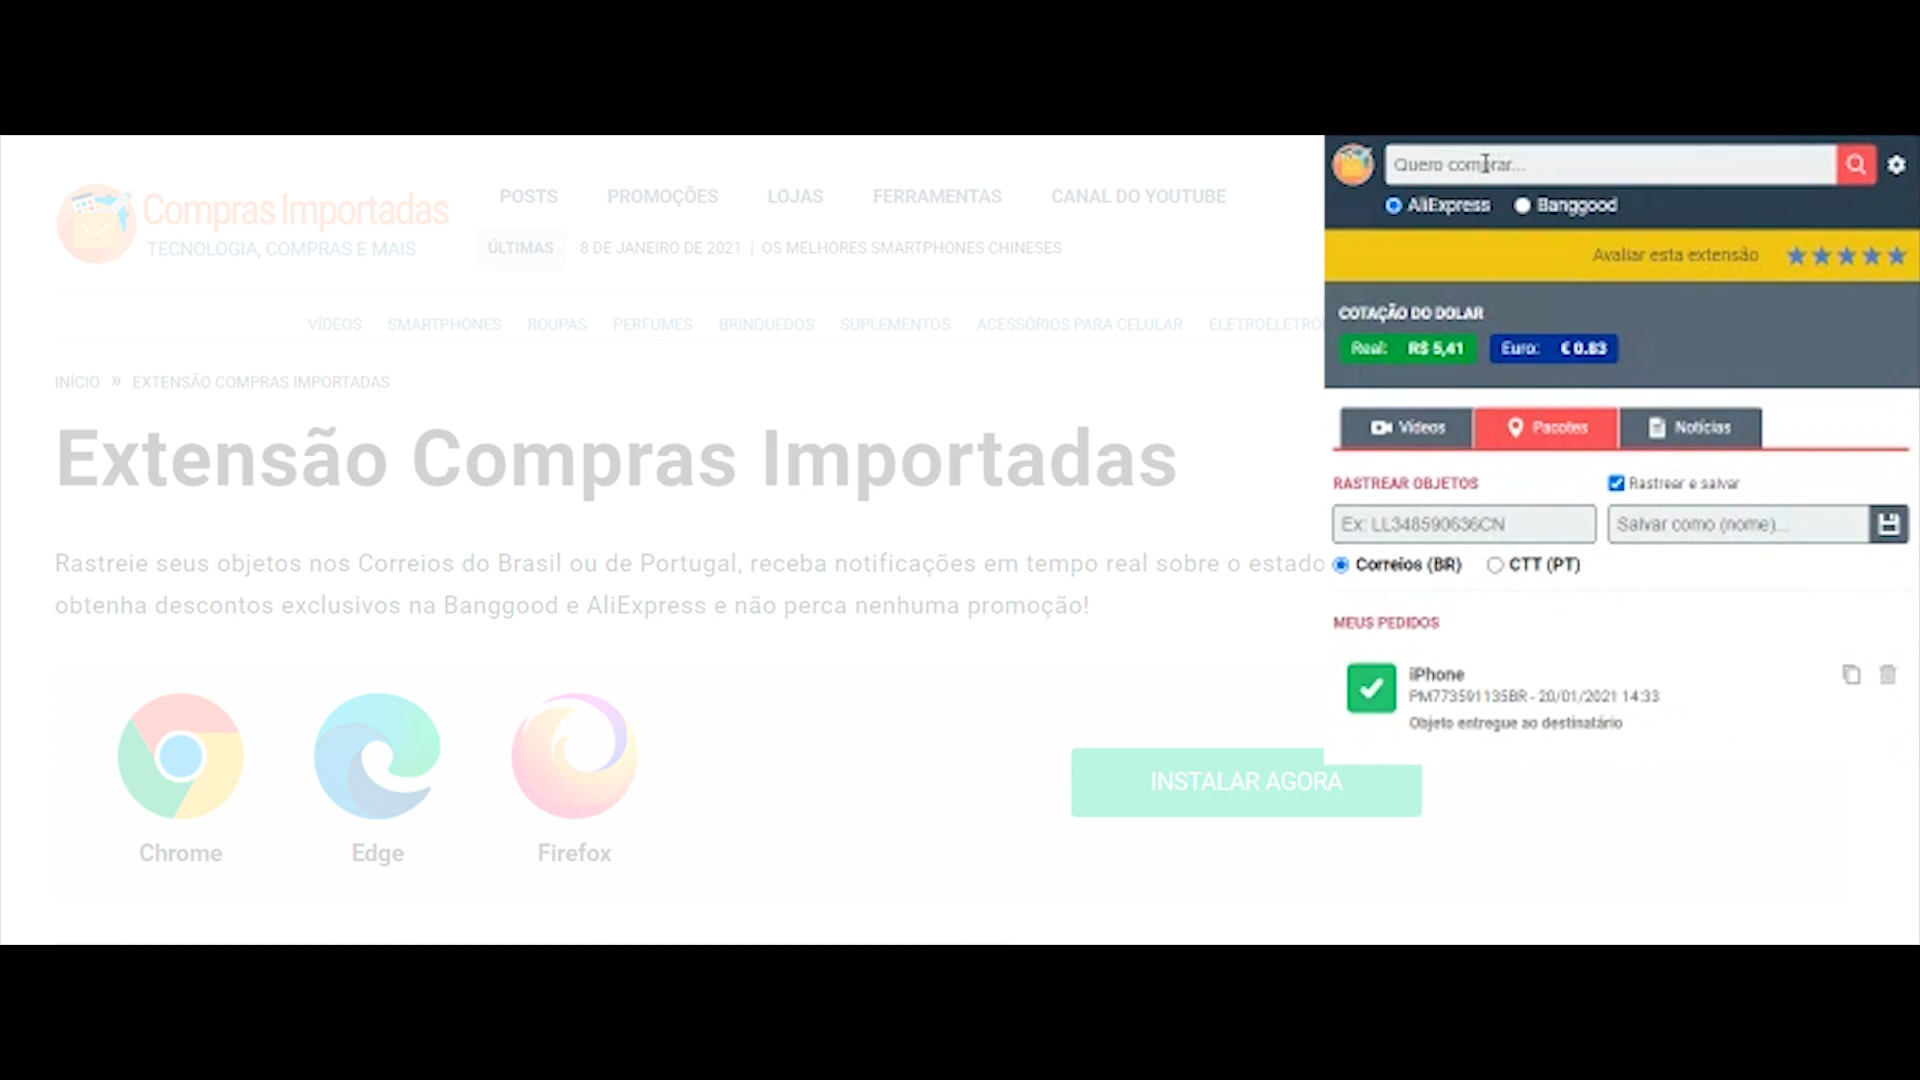 Compras Importadas
TECNOLOGIA, COMPRAS E MAIS
POSTS PROMOÇÕES LOJAS FERRAMENTAS CANAL DO YOUTUBE
ÚLTIMAS 8 DE JANEIRO DE 2021 | OS MELHORES SMARTPHONES CHINESES
VÍDEOS SMARTPHONES ROUPAS PERFUMES BRINQUEDOS SUPLEMENTOS ACESSÓRIOS PARA CELULAR ELETROELETRÔ
INÍCIO » EXTENSÃO COMPRAS IMPORTADAS
Extensão Compras Importadas
Rastreie seus objetos nos Correios do Brasil ou de Portugal, receba notificações em tempo real sobre o estado
obtenha descontos exclusivos na Banggood e AliExpress e não perca nenhuma promoção!
Chrome Edge Firefox
INSTALAR AGORA
Quero comprar...
AliExpress Banggood
Avaliar esta extensão
COTAÇÃO DO DOLAR
Real: R$ 5,41 Euro: € 0.83
Vídeos Pacotes Notícias
RASTREAR OBJETOS Rastrear e salvar
Ex: LL348590636CN Salvar como (nome)...
Correios (BR) CTT (PT)
MEUS PEDIDOS
iPhone
PM773591135BR - 20/01/2021 14:33
Objeto entregue ao destinatário